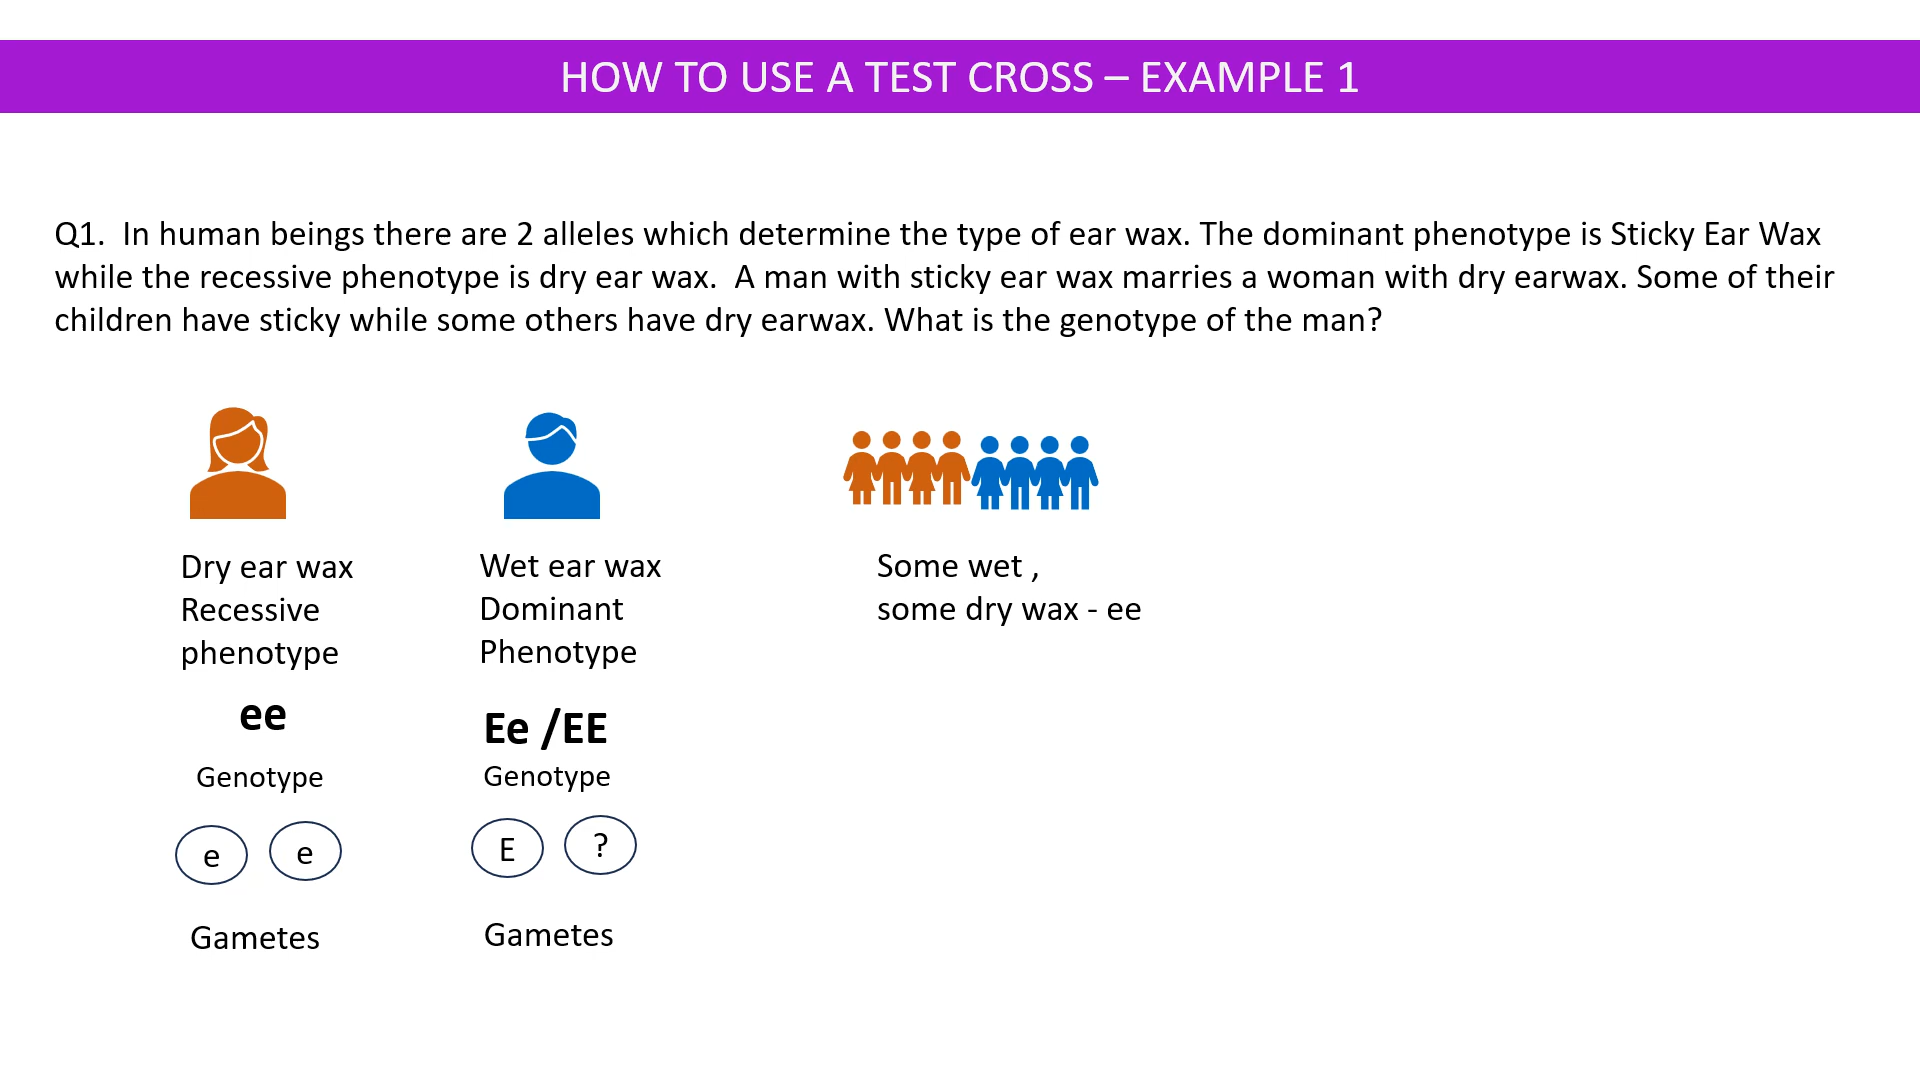 HOW TO USE A TEST CROSS – EXAMPLE 1
Q1.  In human beings there are 2 alleles which determine the type of ear wax. The dominant phenotype is Sticky Ear Wax
while the recessive phenotype is dry ear wax.  A man with sticky ear wax marries a woman with dry earwax. Some of their
children have sticky while some others have dry earwax. What is the genotype of the man?
Dry ear wax
Recessive
phenotype
ee
Genotype
e e
Gametes
Wet ear wax
Dominant
Phenotype
Ee /EE
Genotype
E ?
Gametes
Some wet ,
some dry wax - ee